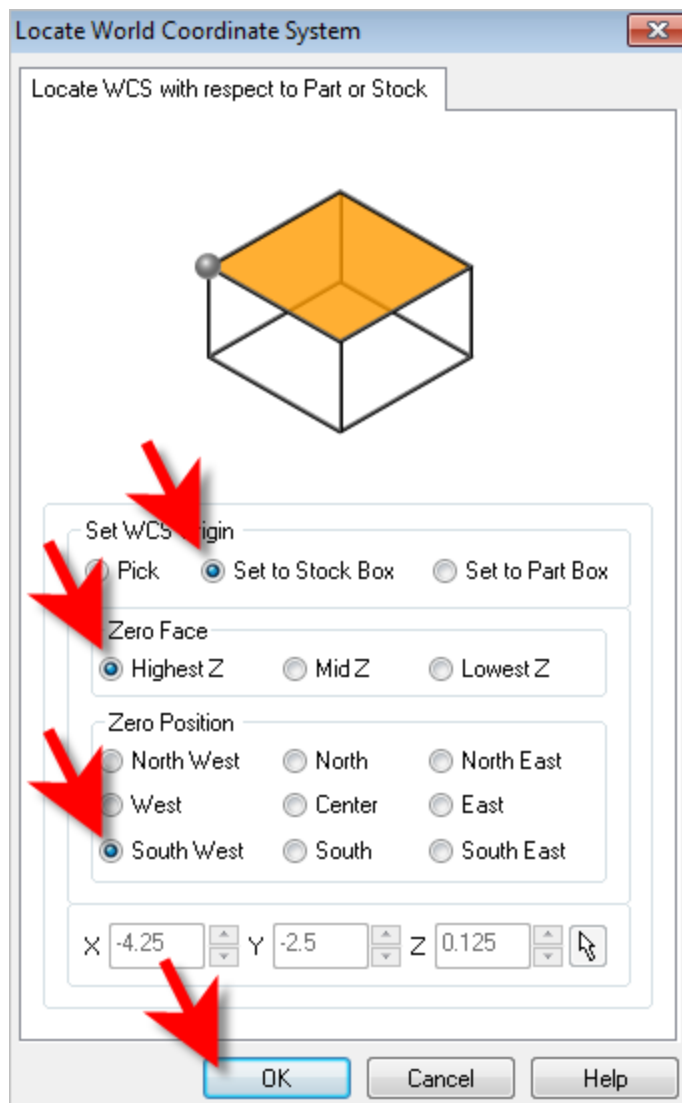 Locate World Coordinate System
Locate WCS with respect to Part or Stock
Set WCS Origin
Pick Set to Stock Box Set to Part Box
Zero Face
Highest Z Mid Z Lowest Z
Zero Position
North West North North East
West Center East
South West South South East
X -4.25 Y -2.5 Z 0.125
OK Cancel Help